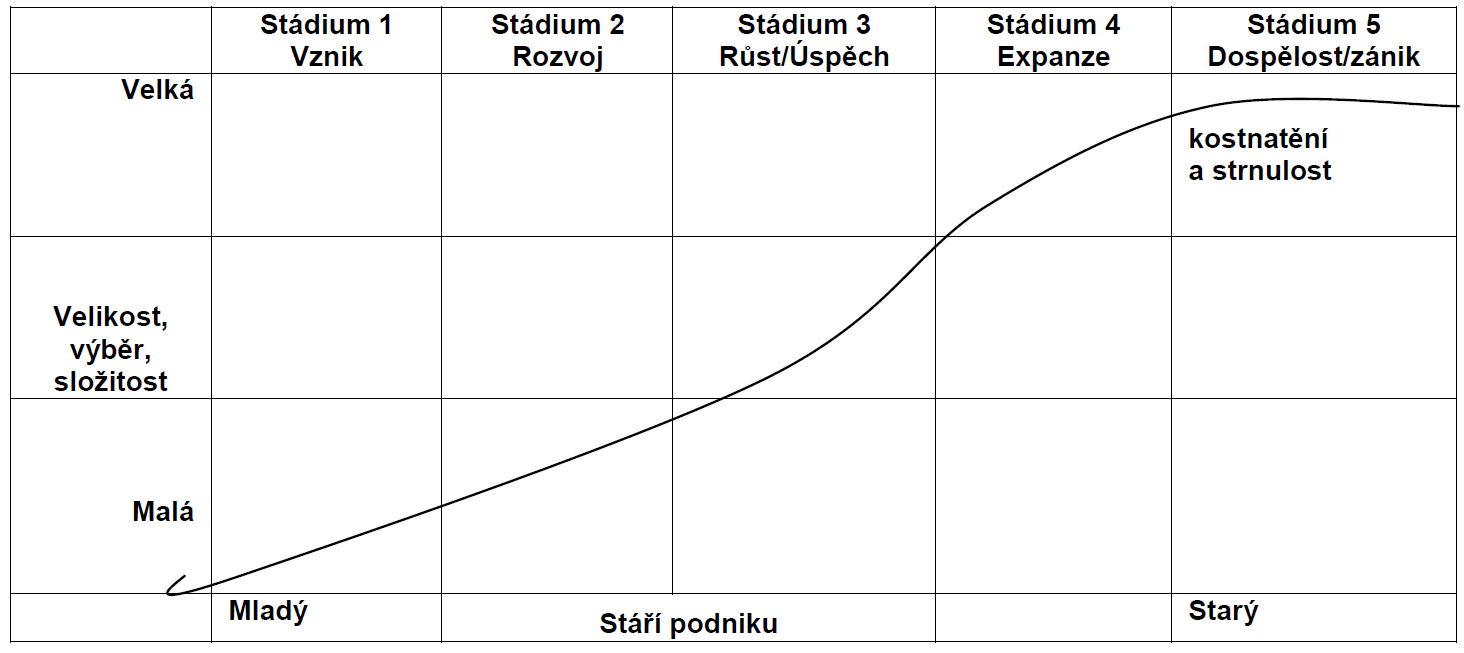 Stádium 1
Vznik
Stádium 2
Rozvoj
Stádium 3
Růst/Úspěch
Stádium 4
Expanze
Stádium 5
Dospělost/zánik
Velká
kostnatění
a strnulost
Velikost,
výběr,
složitost
Malá
Mladý
Stáří podniku
Starý